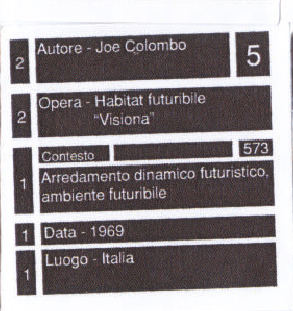 2 Autore - Joe Colombo 5
2 Opera - Habitat futuribile
"Visiona"
Contesto 573
1 Arredamento dinamico futuristico,
ambiente futuribile
1 Data - 1969
1 Luogo - Italia